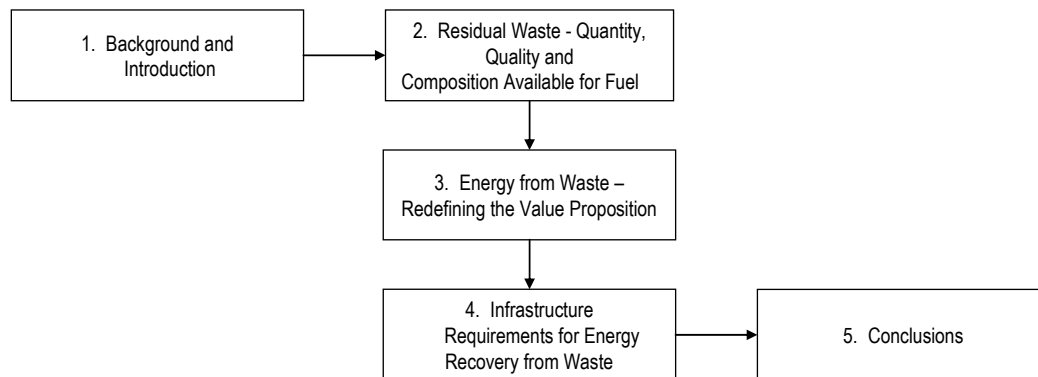 1. Background and
Introduction
2. Residual Waste - Quantity,
Quality and
Composition Available for Fuel
3. Energy from Waste –
Redefining the Value Proposition
4. Infrastructure
Requirements for Energy
Recovery from Waste
5. Conclusions